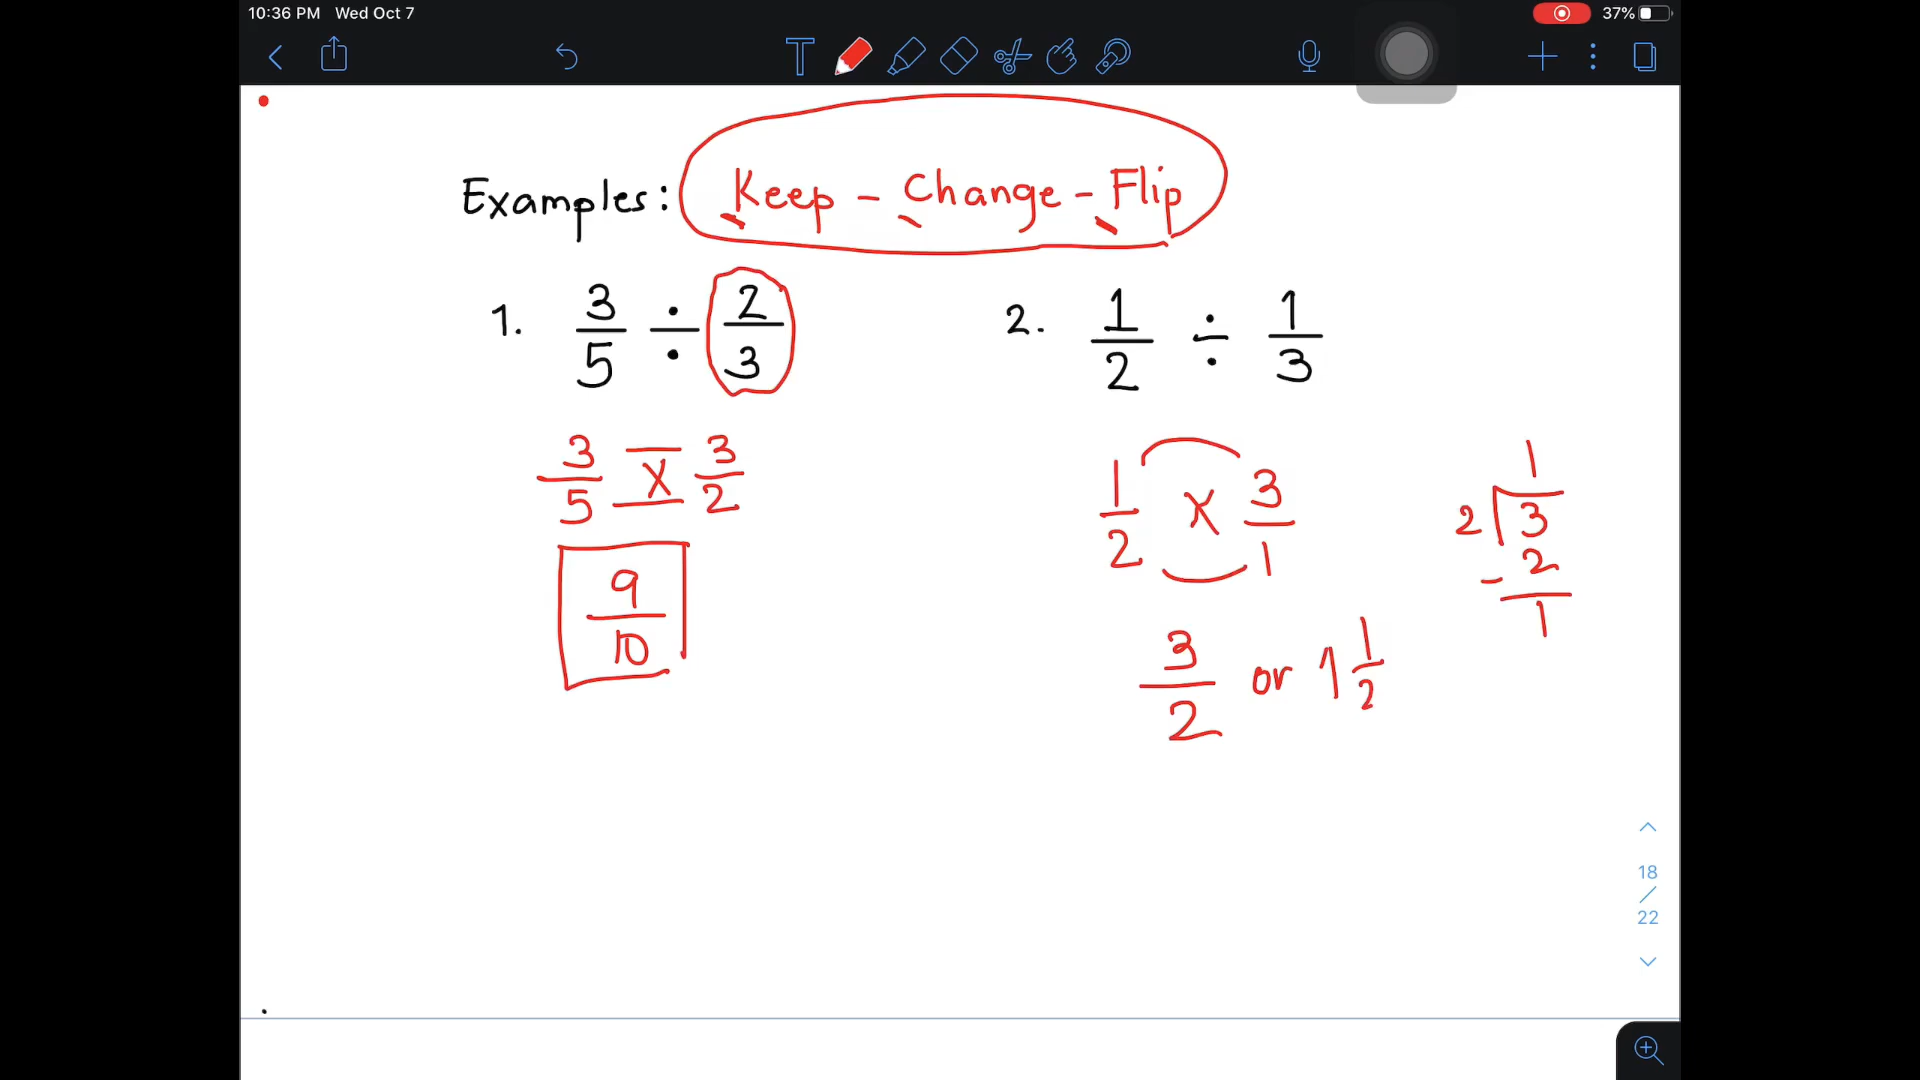 10:36 PM Wed Oct 7
37%
T
Examples: Keep - Change - Flip
1. 3/5 ÷ 2/3
2. 1/2 ÷ 1/3
3/5 x 3/2
9/10
1/2 x 3/1
3/2 or 1 1/2
1
2 3
- 2
1
18
/
22